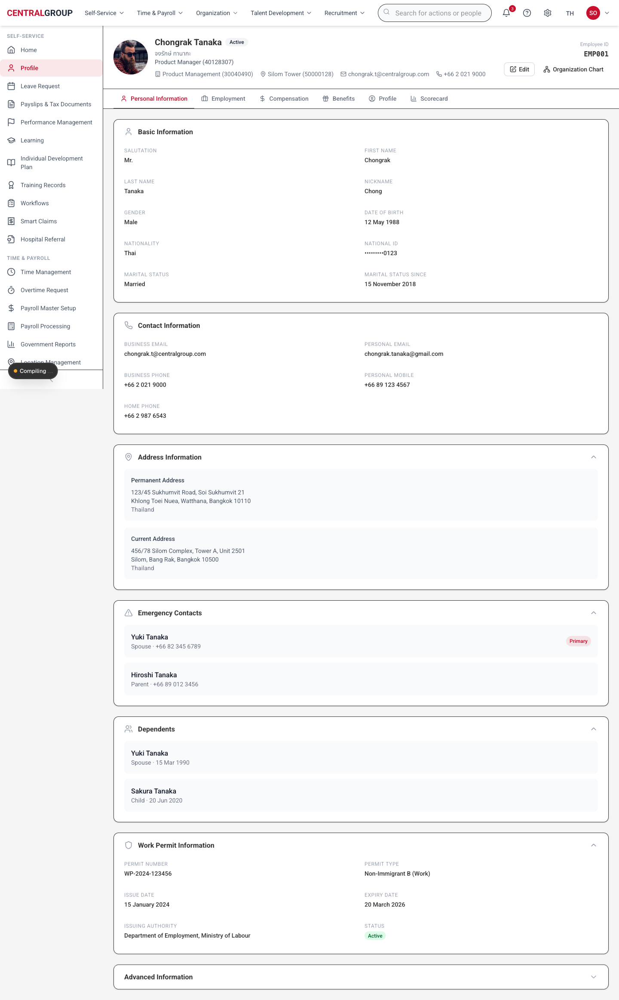 CENTRALGROUP
Self-Service
Time & Payroll
Organization
Talent Development
Recruitment
Search for actions or people
3
TH
SO
SELF-SERVICE
Home
Profile
Leave Request
Payslips & Tax Documents
Performance Management
Learning
Individual Development
Plan
Training Records
Workflows
Smart Claims
Hospital Referral
TIME & PAYROLL
Time Management
Overtime Request
Payroll Master Setup
Payroll Processing
Government Reports
Location Management
Compiling ...
Chongrak Tanaka
Active
จงรักษ์ ทานากะ
Product Manager (40128307)
Product Management (30040490)
Silom Tower (50000128)
chongrak.t@centralgroup.com
+66 2 021 9000
Employee ID
EMP001
Edit
Organization Chart
Personal Information
Employment
Compensation
Benefits
Profile
Scorecard
Basic Information
SALUTATION
Mr.
FIRST NAME
Chongrak
LAST NAME
Tanaka
NICKNAME
Chong
GENDER
Male
DATE OF BIRTH
12 May 1988
NATIONALITY
Thai
NATIONAL ID
•••••••••0123
MARITAL STATUS
Married
MARITAL STATUS SINCE
15 November 2018
Contact Information
BUSINESS EMAIL
chongrak.t@centralgroup.com
PERSONAL EMAIL
chongrak.tanaka@gmail.com
BUSINESS PHONE
+66 2 021 9000
PERSONAL MOBILE
+66 89 123 4567
HOME PHONE
+66 2 987 6543
Address Information
Permanent Address
123/45 Sukhumvit Road, Soi Sukhumvit 21
Khlong Toei Nuea, Watthana, Bangkok 10110
Thailand
Current Address
456/78 Silom Complex, Tower A, Unit 2501
Silom, Bang Rak, Bangkok 10500
Thailand
Emergency Contacts
Yuki Tanaka
Spouse · +66 82 345 6789
Primary
Hiroshi Tanaka
Parent · +66 89 012 3456
Dependents
Yuki Tanaka
Spouse · 15 Mar 1990
Sakura Tanaka
Child · 20 Jun 2020
Work Permit Information
PERMIT NUMBER
WP-2024-123456
PERMIT TYPE
Non-Immigrant B (Work)
ISSUE DATE
15 January 2024
EXPIRY DATE
20 March 2026
ISSUING AUTHORITY
Department of Employment, Ministry of Labour
STATUS
Active
Advanced Information